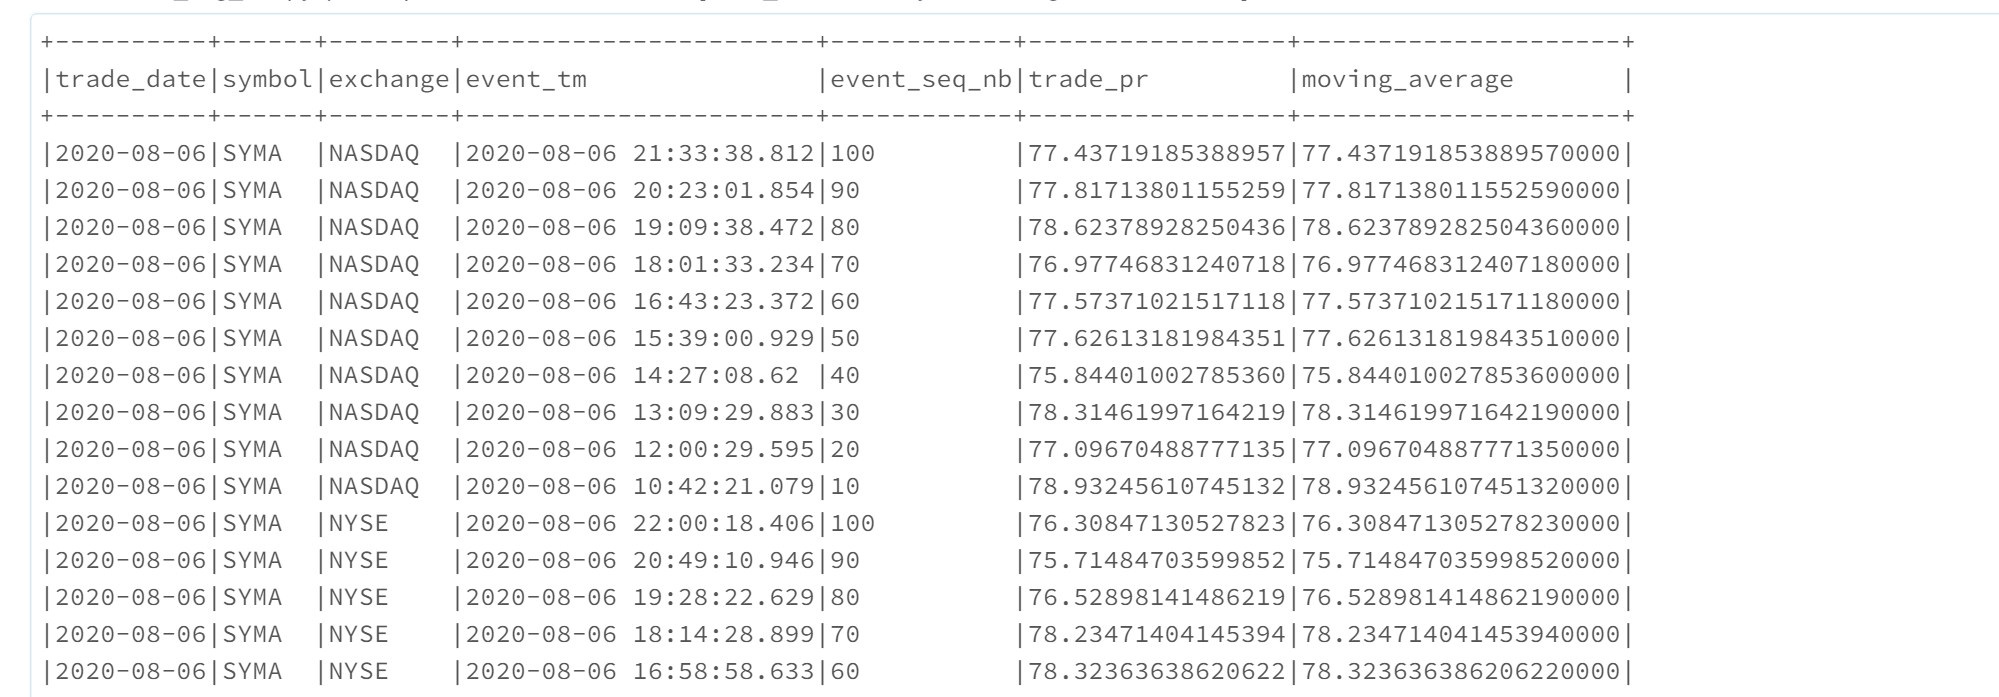 +----------+------+--------+-----------------------+------------+-----------------+---------------------+
|trade_date|symbol|exchange|event_tm               |event_seq_nb|trade_pr         |moving_average       |
+----------+------+--------+-----------------------+------------+-----------------+---------------------+
|2020-08-06|SYMA  |NASDAQ  |2020-08-06 21:33:38.812|100         |77.43719185388957|77.437191853889570000|
|2020-08-06|SYMA  |NASDAQ  |2020-08-06 20:23:01.854|90          |77.81713801155259|77.817138011552590000|
|2020-08-06|SYMA  |NASDAQ  |2020-08-06 19:09:38.472|80          |78.62378928250436|78.623789282504360000|
|2020-08-06|SYMA  |NASDAQ  |2020-08-06 18:01:33.234|70          |76.97746831240718|76.977468312407180000|
|2020-08-06|SYMA  |NASDAQ  |2020-08-06 16:43:23.372|60          |77.57371021517118|77.573710215171180000|
|2020-08-06|SYMA  |NASDAQ  |2020-08-06 15:39:00.929|50          |77.62613181984351|77.626131819843510000|
|2020-08-06|SYMA  |NASDAQ  |2020-08-06 14:27:08.62 |40          |75.84401002785360|75.844010027853600000|
|2020-08-06|SYMA  |NASDAQ  |2020-08-06 13:09:29.883|30          |78.31461997164219|78.314619971642190000|
|2020-08-06|SYMA  |NASDAQ  |2020-08-06 12:00:29.595|20          |77.09670488777135|77.096704887771350000|
|2020-08-06|SYMA  |NASDAQ  |2020-08-06 10:42:21.079|10          |78.93245610745132|78.932456107451320000|
|2020-08-06|SYMA  |NYSE    |2020-08-06 22:00:18.406|100         |76.30847130527823|76.308471305278230000|
|2020-08-06|SYMA  |NYSE    |2020-08-06 20:49:10.946|90          |75.71484703599852|75.714847035998520000|
|2020-08-06|SYMA  |NYSE    |2020-08-06 19:28:22.629|80          |76.52898141486219|76.528981414862190000|
|2020-08-06|SYMA  |NYSE    |2020-08-06 18:14:28.899|70          |78.23471404145394|78.234714041453940000|
|2020-08-06|SYMA  |NYSE    |2020-08-06 16:58:58.633|60          |78.32363638620622|78.323636386206220000|